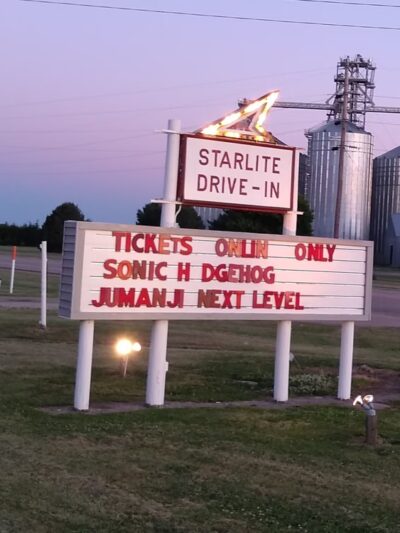 STARLITE
DRIVE-IN
TICKETS ONLIN ONLY
SONIC H DGEHOG
JUMANJI NEXT LEVEL